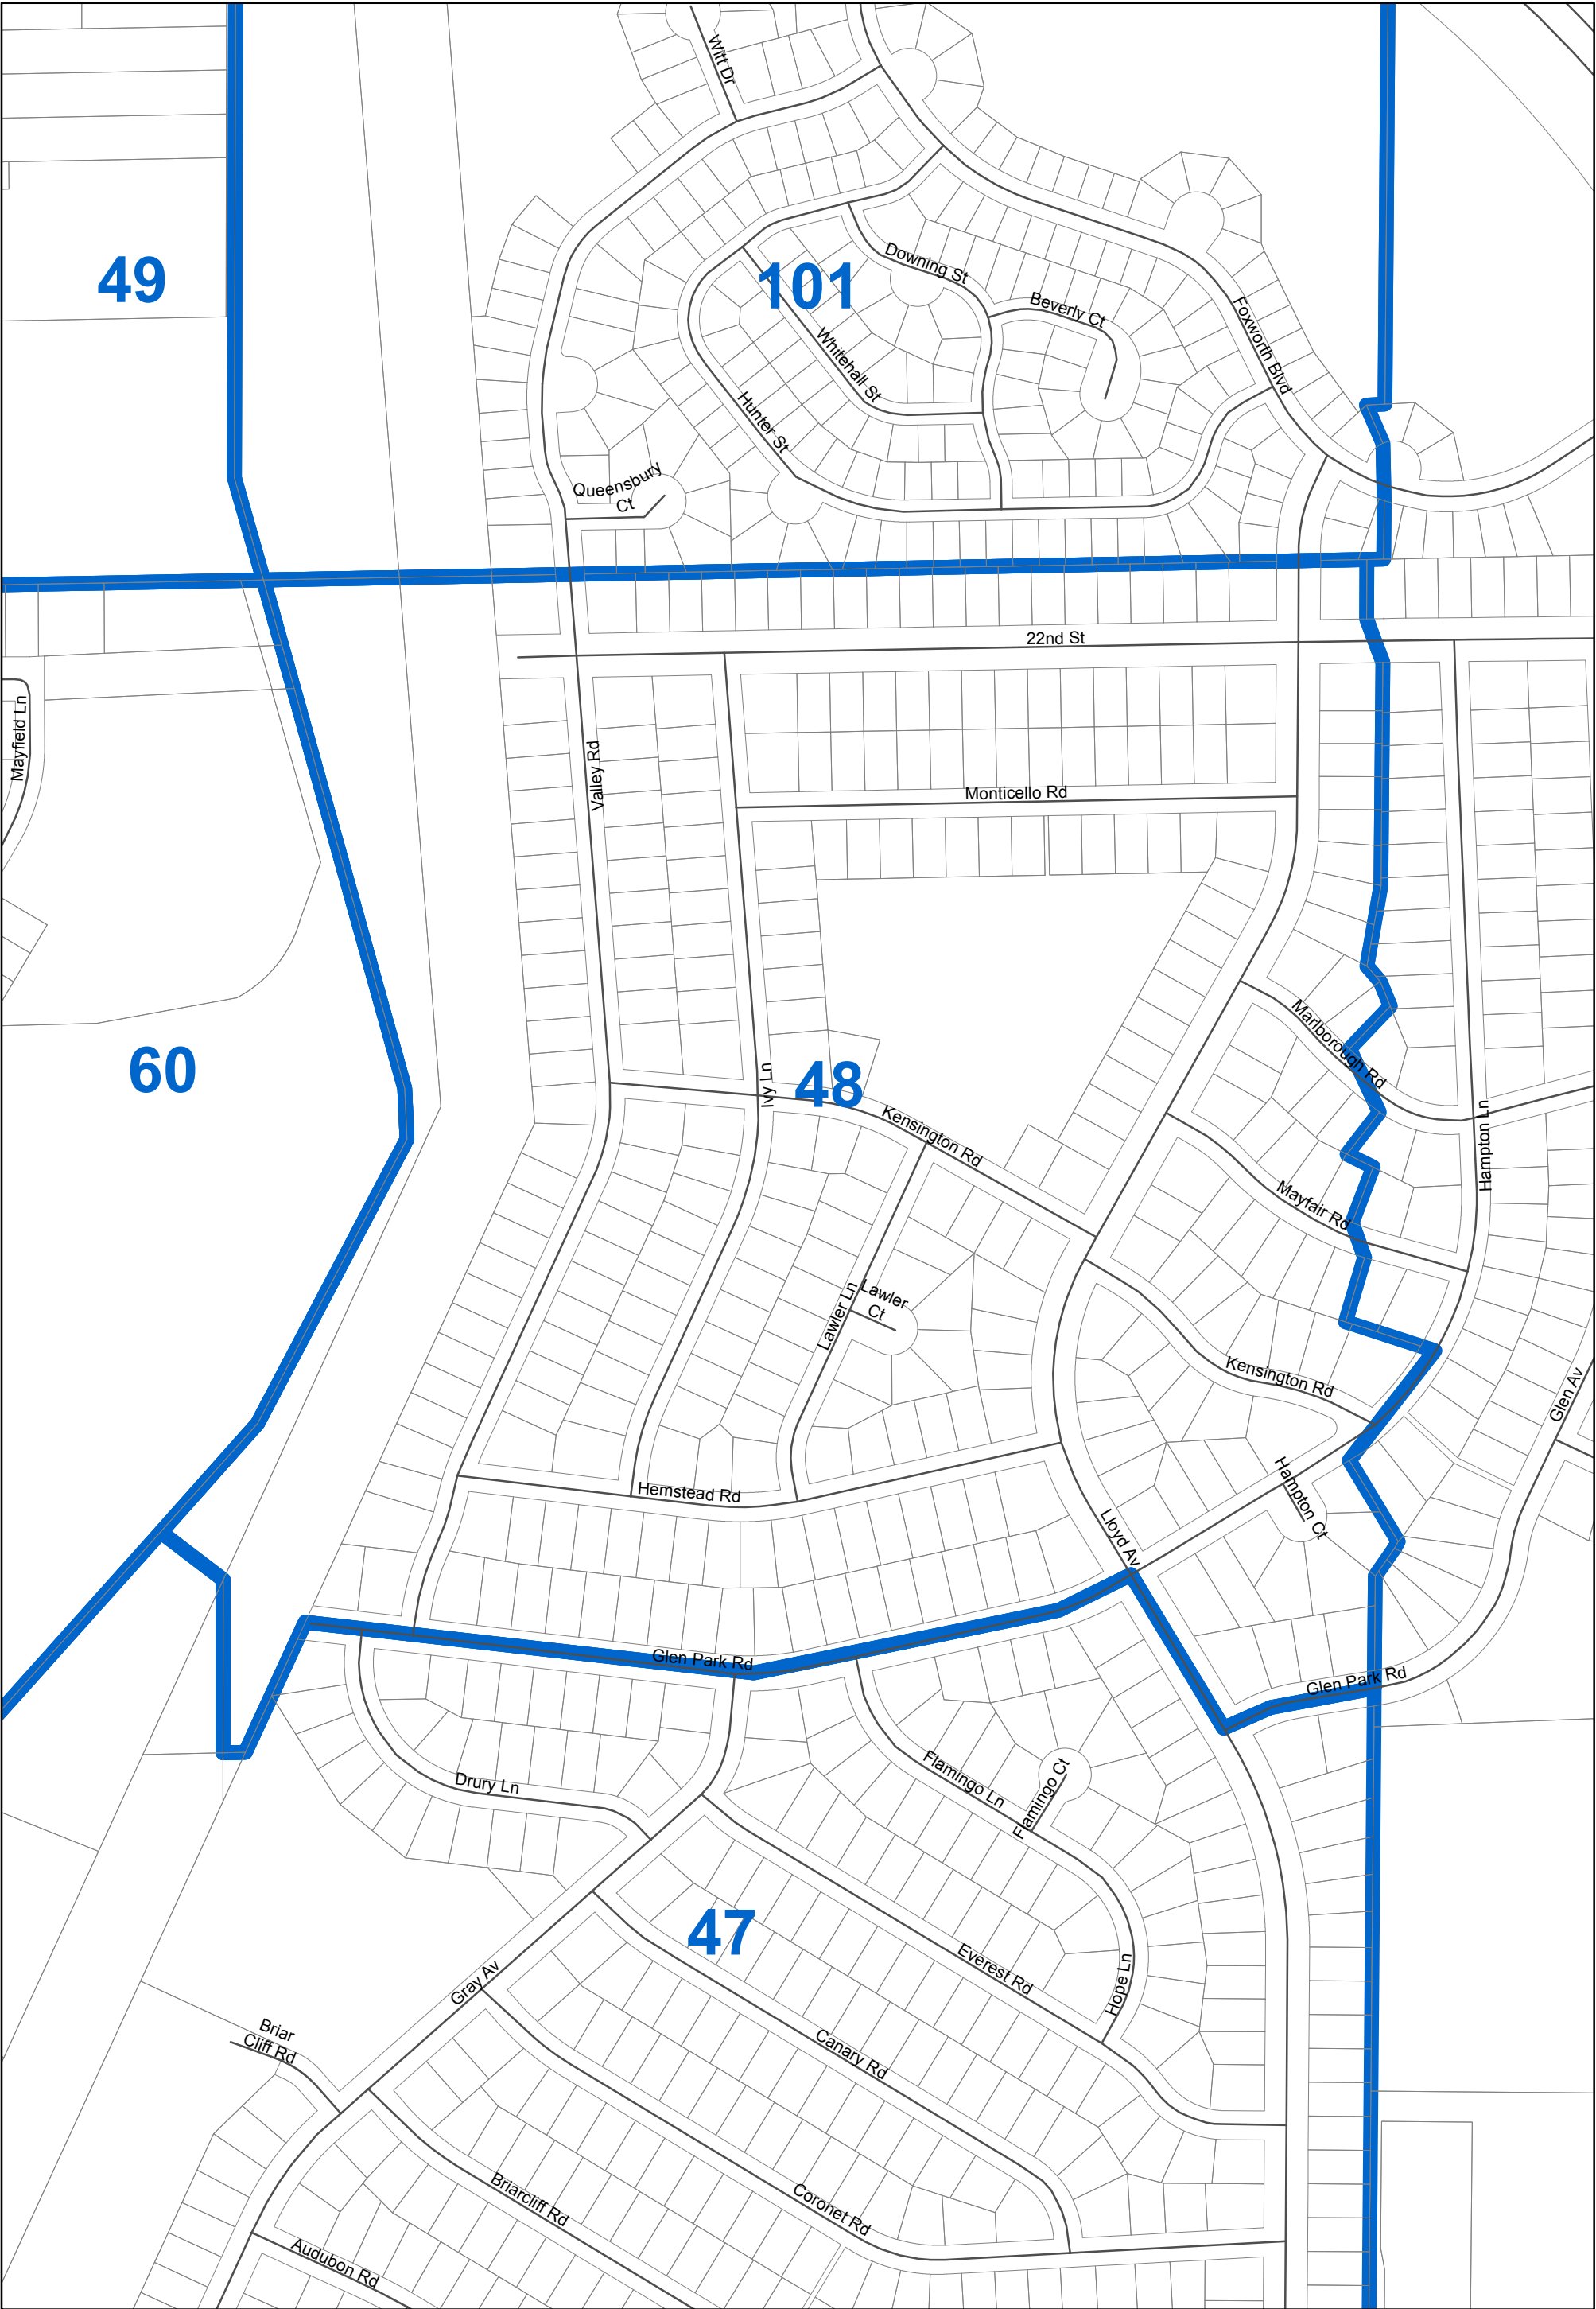 Witt Dr
49
101
Downing St
Beverly Ct
Foxworth Blvd
Whitehall St
Hunter St
Queensbury
Ct
22nd St
Mayfield Ln
Valley Rd
Monticello Rd
Marlborough Rd
60
48
Ivy Ln
Kensington Rd
Hampton Ln
Mayfair Rd
Lawler Ln
Lawler
Ct
Kensington Rd
Glen Av
Hampton Ct
Hemstead Rd
Lloyd Av
Glen Park Rd
Glen Park Rd
Drury Ln
Flamingo Ln
Flamingo Ct
47
Everest Rd
Hope Ln
Gray Av
Briar
Cliff Rd
Canary Rd
Briarcliff Rd
Coronet Rd
Audubon Rd